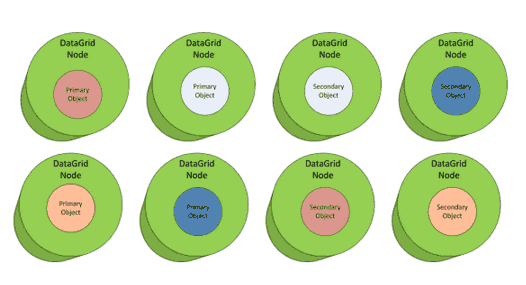 DataGrid
Node
Primary
Object
DataGrid
Node
Primary
Object
DataGrid
Node
Secondary
Object
DataGrid
Node
Secondary
Object
DataGrid
Node
Primary
Object
DataGrid
Node
Primary
Object
DataGrid
Node
Secondary
Object
DataGrid
Node
Secondary
Object